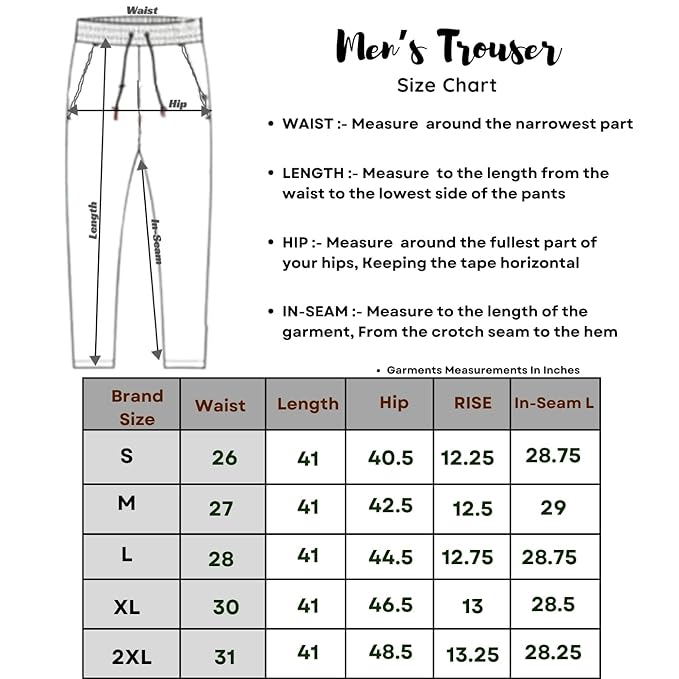 Waist
Men's Trouser
Size Chart
Hip
• WAIST :- Measure around the narrowest part
• LENGTH :- Measure to the length from the
waist to the lowest side of the pants
Length
In-Seam
• HIP :- Measure around the fullest part of
your hips, Keeping the tape horizontal
• IN-SEAM :- Measure to the length of the
garment, From the crotch seam to the hem
• Garments Measurements In Inches
Brand Size Waist Length Hip RISE In-Seam L
S 26 41 40.5 12.25 28.75
M 27 41 42.5 12.5 29
L 28 41 44.5 12.75 28.75
XL 30 41 46.5 13 28.5
2XL 31 41 48.5 13.25 28.25